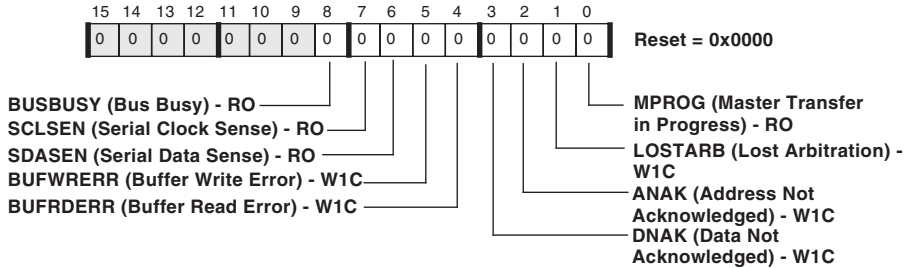 15 14 13 12 11 10 9 8 7 6 5 4 3 2 1 0
0 0 0 0 0 0 0 0 0 0 0 0 0 0 0 0
Reset = 0x0000
BUSBUSY (Bus Busy) - RO
SCLSEN (Serial Clock Sense) - RO
SDASEN (Serial Data Sense) - RO
BUFWRERR (Buffer Write Error) - W1C
BUFRDERR (Buffer Read Error) - W1C
MPROG (Master Transfer
in Progress) - RO
LOSTARB (Lost Arbitration) -
W1C
ANAK (Address Not
Acknowledged) - W1C
DNAK (Data Not
Acknowledged) - W1C